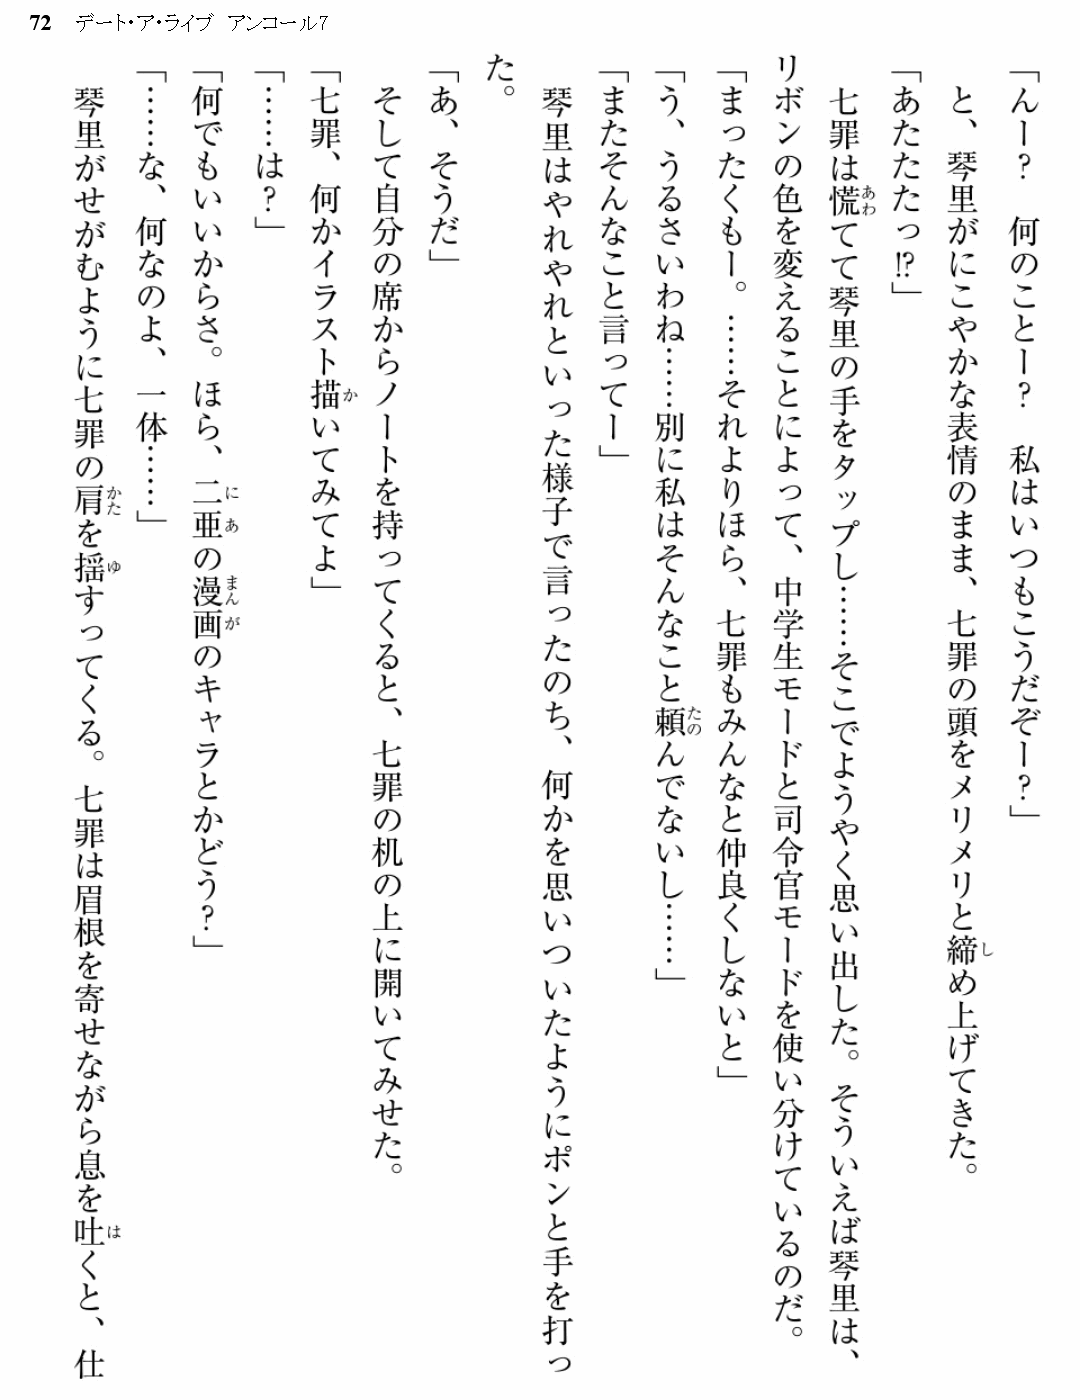 72 デート・ア・ライブ アンコール7
「んー？　何のことー？　私はいつもこうだぞー？」
　と、琴里がにこやかな表情のまま、七罪の頭をメリメリと締め上げてきた。
「あたたたっ!?」
　七罪は慌てて琴里の手をタップし……そこでようやく思い出した。そういえば琴里は、
リボンの色を変えることによって、中学生モードと司令官モードを使い分けているのだ。
「まったくもー。……それよりほら、七罪もみんなと仲良くしないと」
「う、うるさいわね……別に私はそんなこと頼んでないし……」
「またそんなこと言ってー」
　琴里はやれやれといった様子で言ったのち、何かを思いついたようにポンと手を打っ
た。
「あ、そうだ」
　そして自分の席からノートを持ってくると、七罪の机の上に開いてみせた。
「七罪、何かイラスト描いてみてよ」
「……は？」
「何でもいいからさ。ほら、二亜の漫画のキャラとかどう？」
「……な、何なのよ、一体……」
　琴里がせがむように七罪の肩を揺すってくる。七罪は眉根を寄せながら息を吐くと、仕